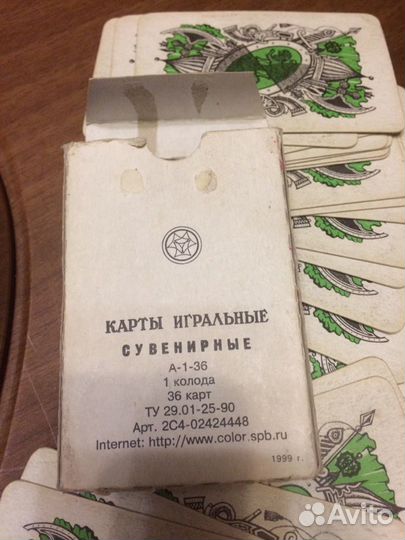 КАРТЫ ИГРАЛЬНЫЕ
СУВЕНИРНЫЕ
А-1-36
1 колода
36 карт
ТУ 29.01-25-90
Арт. 2С4-02424448
Internet: http://www.color.spb.ru
1999 г.
Avito